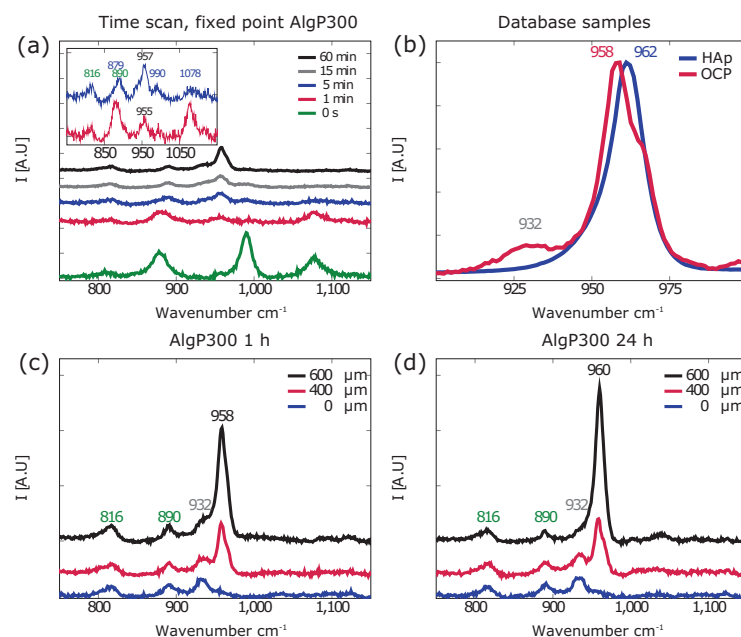 Time scan, fixed point AlgP300
(a)
816
879
890
957
990
1078
955
850
950
1050
60 min
15 min
5 min
1 min
0 s
I [A.U]
800
900
1,000
1,100
Wavenumber cm⁻¹
Database samples
(b)
958
962
HAp
OCP
932
I [A.U]
925
950
975
Wavenumber cm⁻¹
AlgP300 1 h
(c)
600 µm
400 µm
0 µm
958
932
890
816
I [A.U]
800
900
1,000
1,100
Wavenumber cm⁻¹
AlgP300 24 h
(d)
600 µm
400 µm
0 µm
960
932
890
816
I [A.U]
800
900
1,000
1,100
Wavenumber cm⁻¹